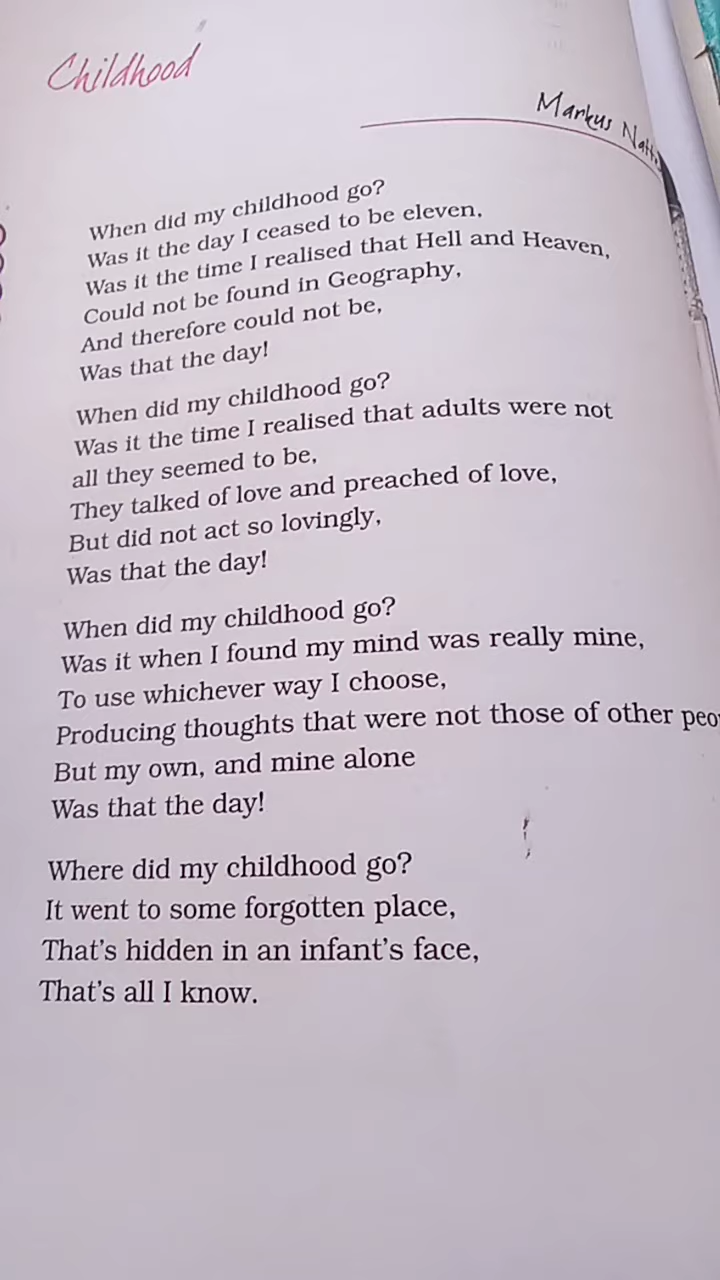 Childhood
Markus
When did my childhood go?
Was it the day I ceased to be eleven,
Was it the time I realised that Hell and Heaven,
Could not be found in Geography,
And therefore could not be,
Was that the day!
When did my childhood go?
Was it the time I realised that adults were not
all they seemed to be,
They talked of love and preached of love,
But did not act so lovingly,
Was that the day!
When did my childhood go?
Was it when I found my mind was really mine,
To use whichever way I choose,
Producing thoughts that were not those of other
But my own, and mine alone
Was that the day!
Where did my childhood go?
It went to some forgotten place,
That's hidden in an infant's face,
That's all I know.